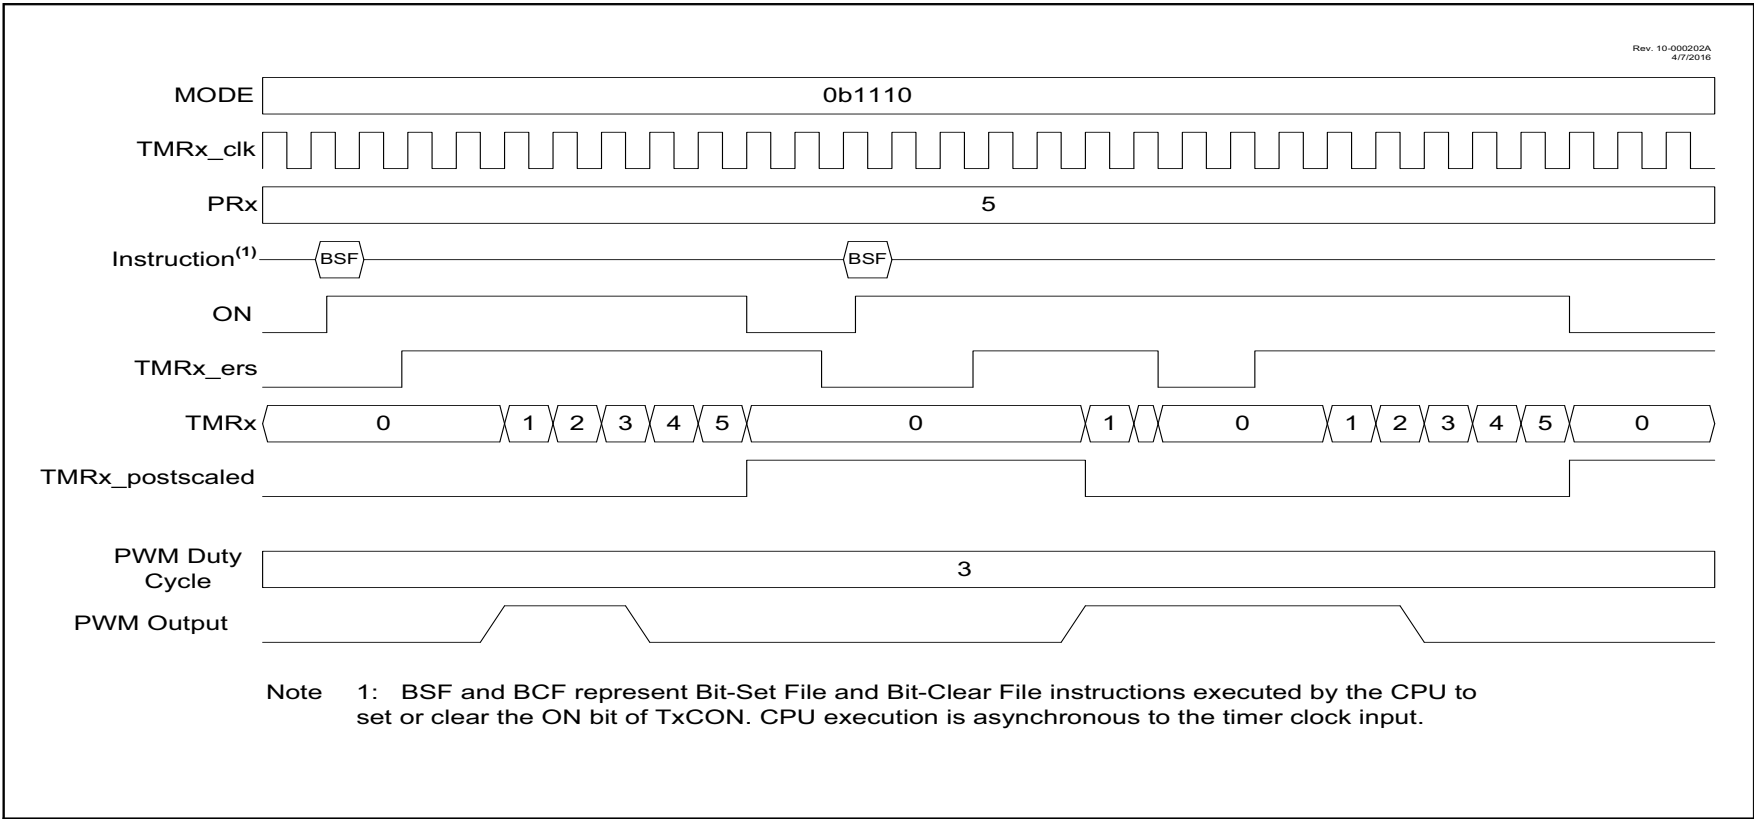 Rev. 10-000202A
4/7/2016
MODE 0b1110
TMRx_clk
PRx 5
Instruction(1) BSF BSF
ON
TMRx_ers
TMRx 0 1 2 3 4 5 0 1 0 1 2 3 4 5 0
TMRx_postscaled
PWM Duty
Cycle 3
PWM Output
Note 1: BSF and BCF represent Bit-Set File and Bit-Clear File instructions executed by the CPU to
set or clear the ON bit of TxCON. CPU execution is asynchronous to the timer clock input.